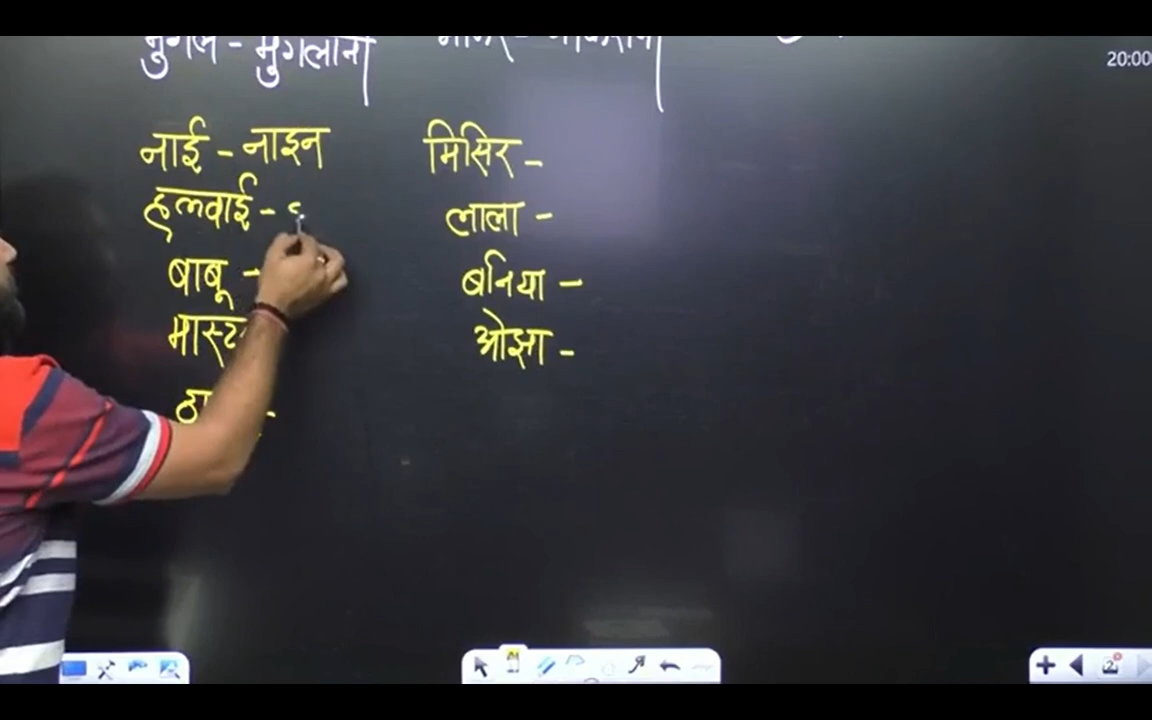 मुगल - मुगलानी
20:00
नाई - नाइन
मिसिर -
हलवाई -
लाला -
बाबू -
बनिया -
मास्ट
ओझा -
ठा -